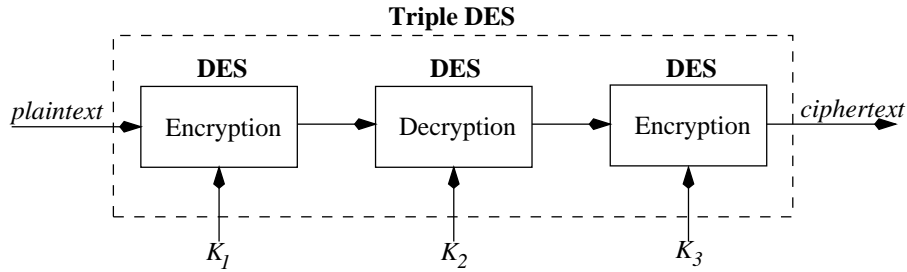 Triple DES
DES DES DES
plaintext Encryption Decryption Encryption ciphertext
K1 K2 K3